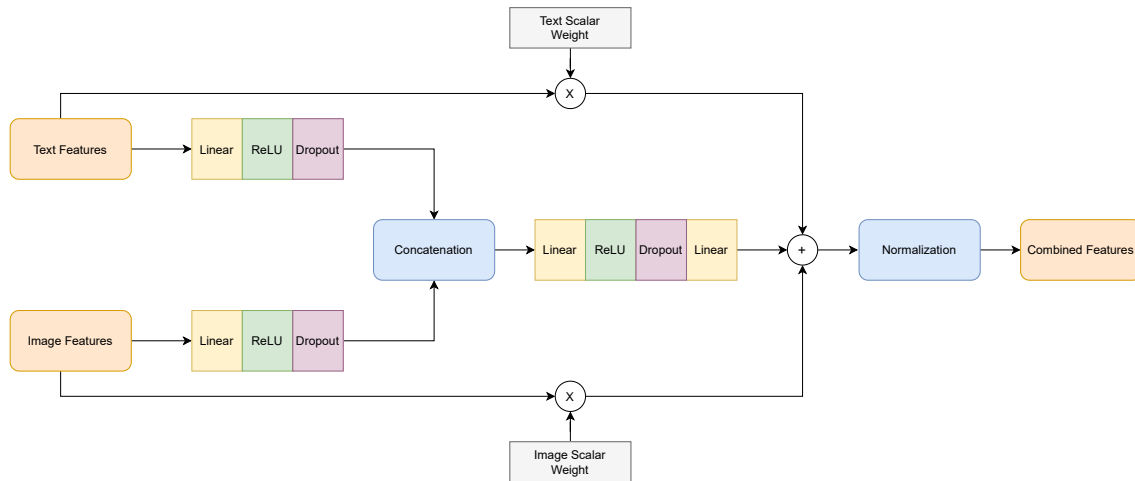 Text Scalar
Weight
X
Text Features
Linear
ReLU
Dropout
Concatenation
Linear
ReLU
Dropout
Linear
+
Normalization
Combined Features
Image Features
Linear
ReLU
Dropout
X
Image Scalar
Weight